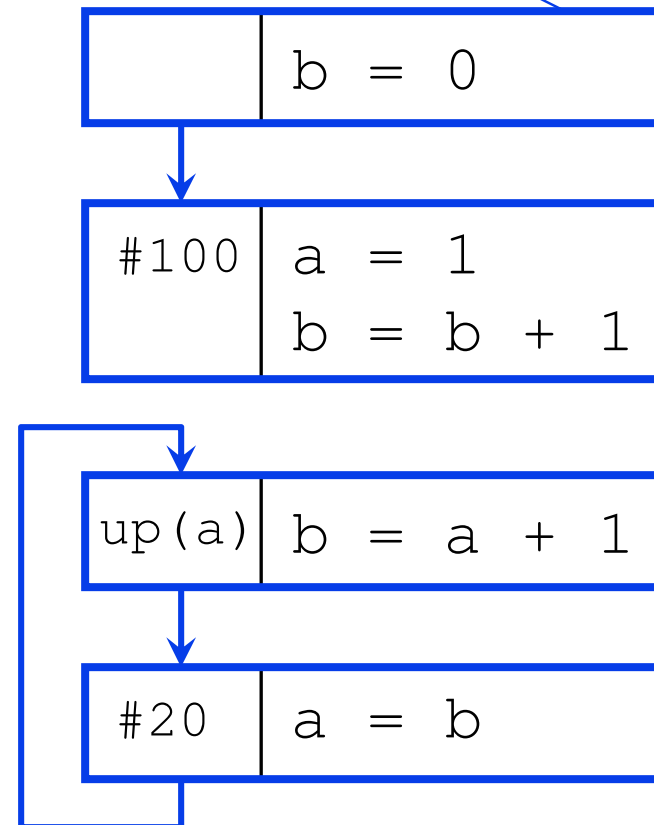 b = 0
#100 a = 1
b = b + 1
up(a) b = a + 1
#20 a = b